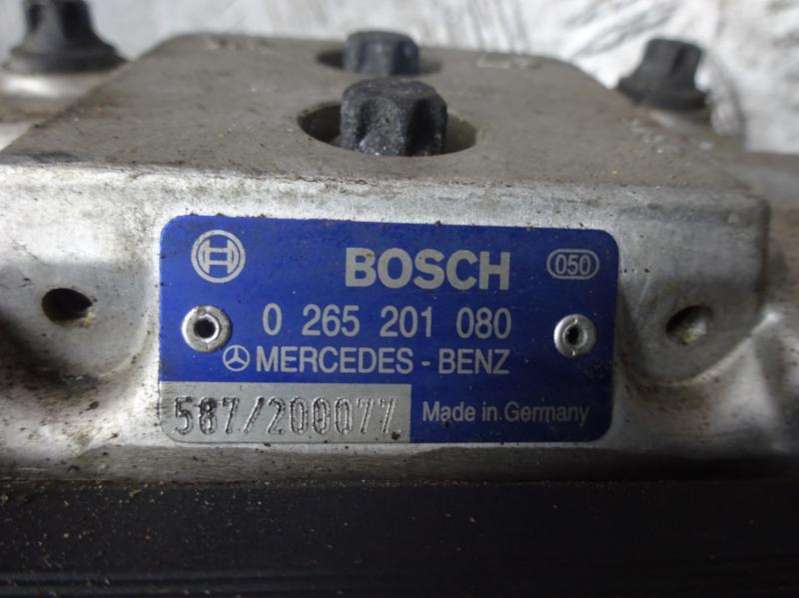 BOSCH
050
0 265 201 080
MERCEDES - BENZ
587/200077
Made in Germany